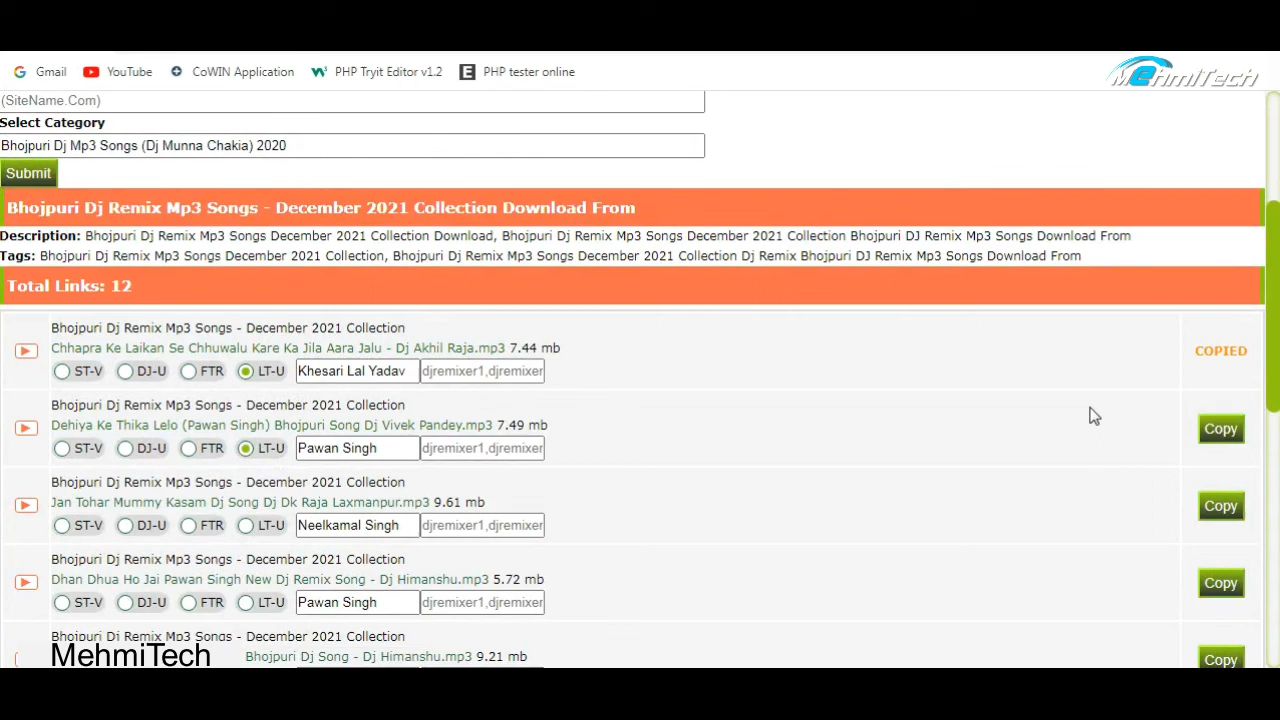 Gmail YouTube CoWIN Application PHP Tryit Editor v1.2 E PHP tester online
MehmiTech
(SiteName.Com)
Select Category
Bhojpuri Dj Mp3 Songs (Dj Munna Chakia) 2020
Submit
Bhojpuri Dj Remix Mp3 Songs - December 2021 Collection Download From
Description: Bhojpuri Dj Remix Mp3 Songs December 2021 Collection Download, Bhojpuri Dj Remix Mp3 Songs December 2021 Collection Bhojpuri DJ Remix Mp3 Songs Download From
Tags: Bhojpuri Dj Remix Mp3 Songs December 2021 Collection, Bhojpuri Dj Remix Mp3 Songs December 2021 Collection Dj Remix Bhojpuri DJ Remix Mp3 Songs Download From
Total Links: 12
Bhojpuri Dj Remix Mp3 Songs - December 2021 Collection
Chhapra Ke Laikan Se Chhuwalu Kare Ka Jila Aara Jalu - Dj Akhil Raja.mp3 7.44 mb
COPIED
ST-V DJ-U FTR LT-U Khesari Lal Yadav djremixer1,djremixer
Bhojpuri Dj Remix Mp3 Songs - December 2021 Collection
Dehiya Ke Thika Lelo (Pawan Singh) Bhojpuri Song Dj Vivek Pandey.mp3 7.49 mb
Copy
ST-V DJ-U FTR LT-U Pawan Singh djremixer1,djremixer
Bhojpuri Dj Remix Mp3 Songs - December 2021 Collection
Jan Tohar Mummy Kasam Dj Song Dj Dk Raja Laxmanpur.mp3 9.61 mb
Copy
ST-V DJ-U FTR LT-U Neelkamal Singh djremixer1,djremixer
Bhojpuri Dj Remix Mp3 Songs - December 2021 Collection
Dhan Dhua Ho Jai Pawan Singh New Dj Remix Song - Dj Himanshu.mp3 5.72 mb
Copy
ST-V DJ-U FTR LT-U Pawan Singh djremixer1,djremixer
Bhojpuri Dj Remix Mp3 Songs - December 2021 Collection
MehmiTech Bhojpuri Dj Song - Dj Himanshu.mp3 9.21 mb
Copy